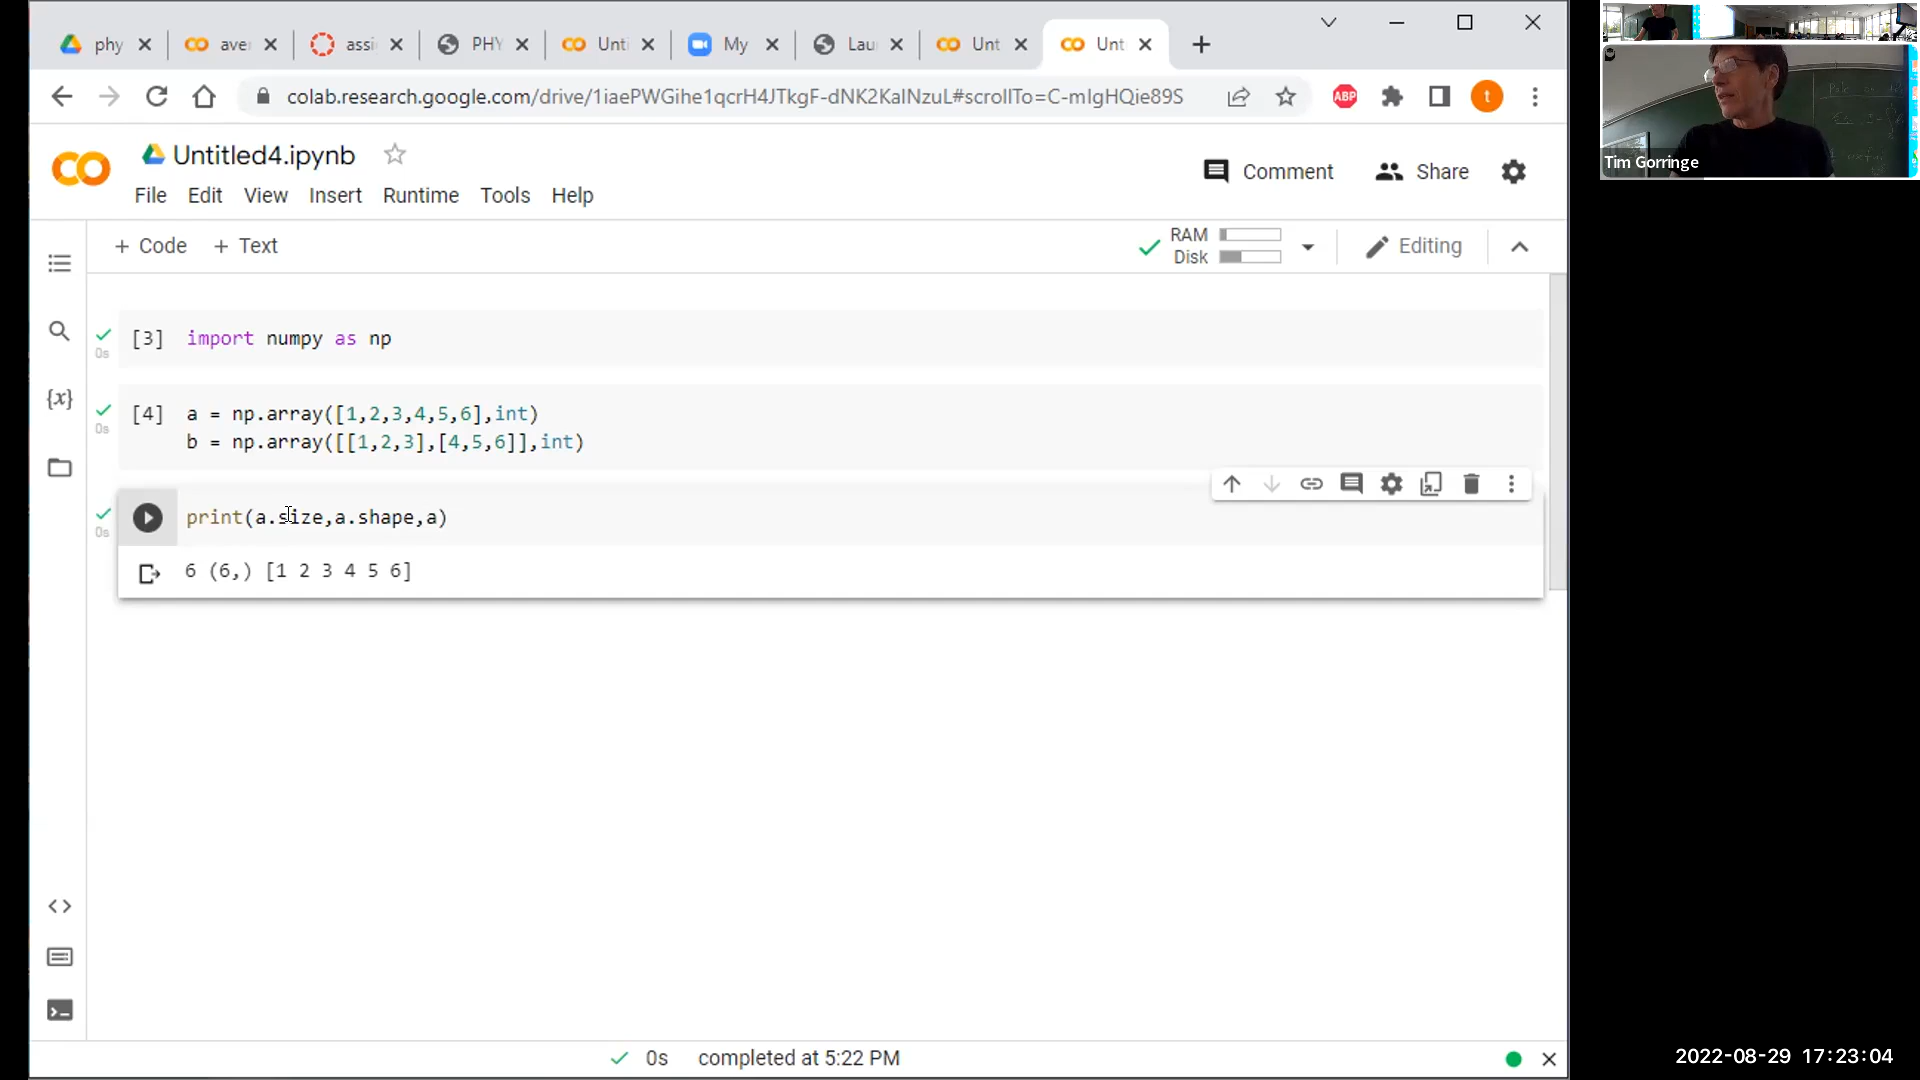 phy
ave
assi
PHY
Unti
My
Lau
Unt
Unt
colab.research.google.com/drive/1iaePWGihe1qcrH4JTkgF-dNK2KaINzuL#scrollTo=C-mIgHQie89S
ABP
t
Untitled4.ipynb
Comment
Share
File Edit View Insert Runtime Tools Help
+ Code + Text
RAM
Disk
Editing
[3] import numpy as np
0s
[4] a = np.array([1,2,3,4,5,6],int)
0s
b = np.array([[1,2,3],[4,5,6]],int)
{x}
print(a.size,a.shape,a)
0s
6 (6,) [1 2 3 4 5 6]
0s completed at 5:22 PM
Tim Gorringe
2022-08-29 17:23:04